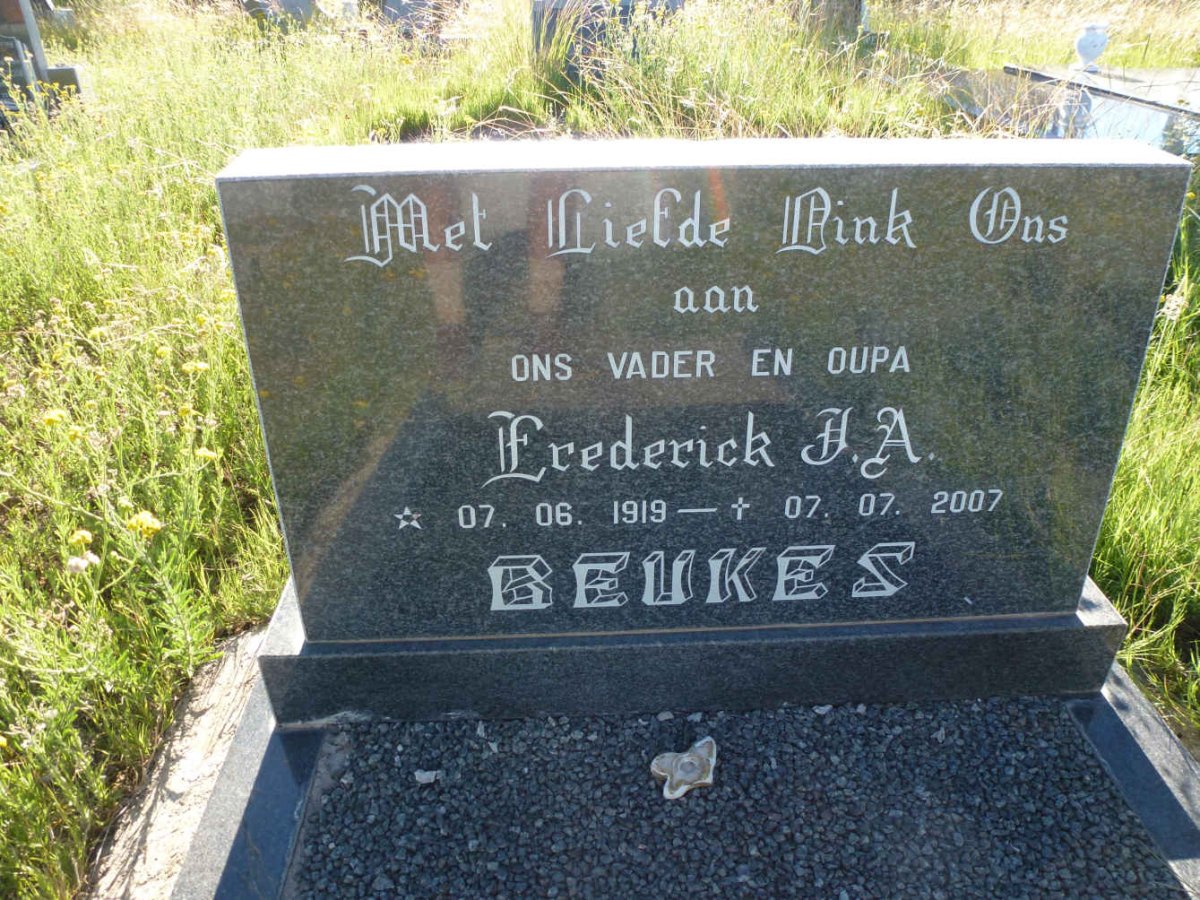 Met Liefde Dink Ons
aan
ONS VADER EN OUPA
Frederick J.A.
07. 06. 1919 — † 07. 07. 2007
BEUKES